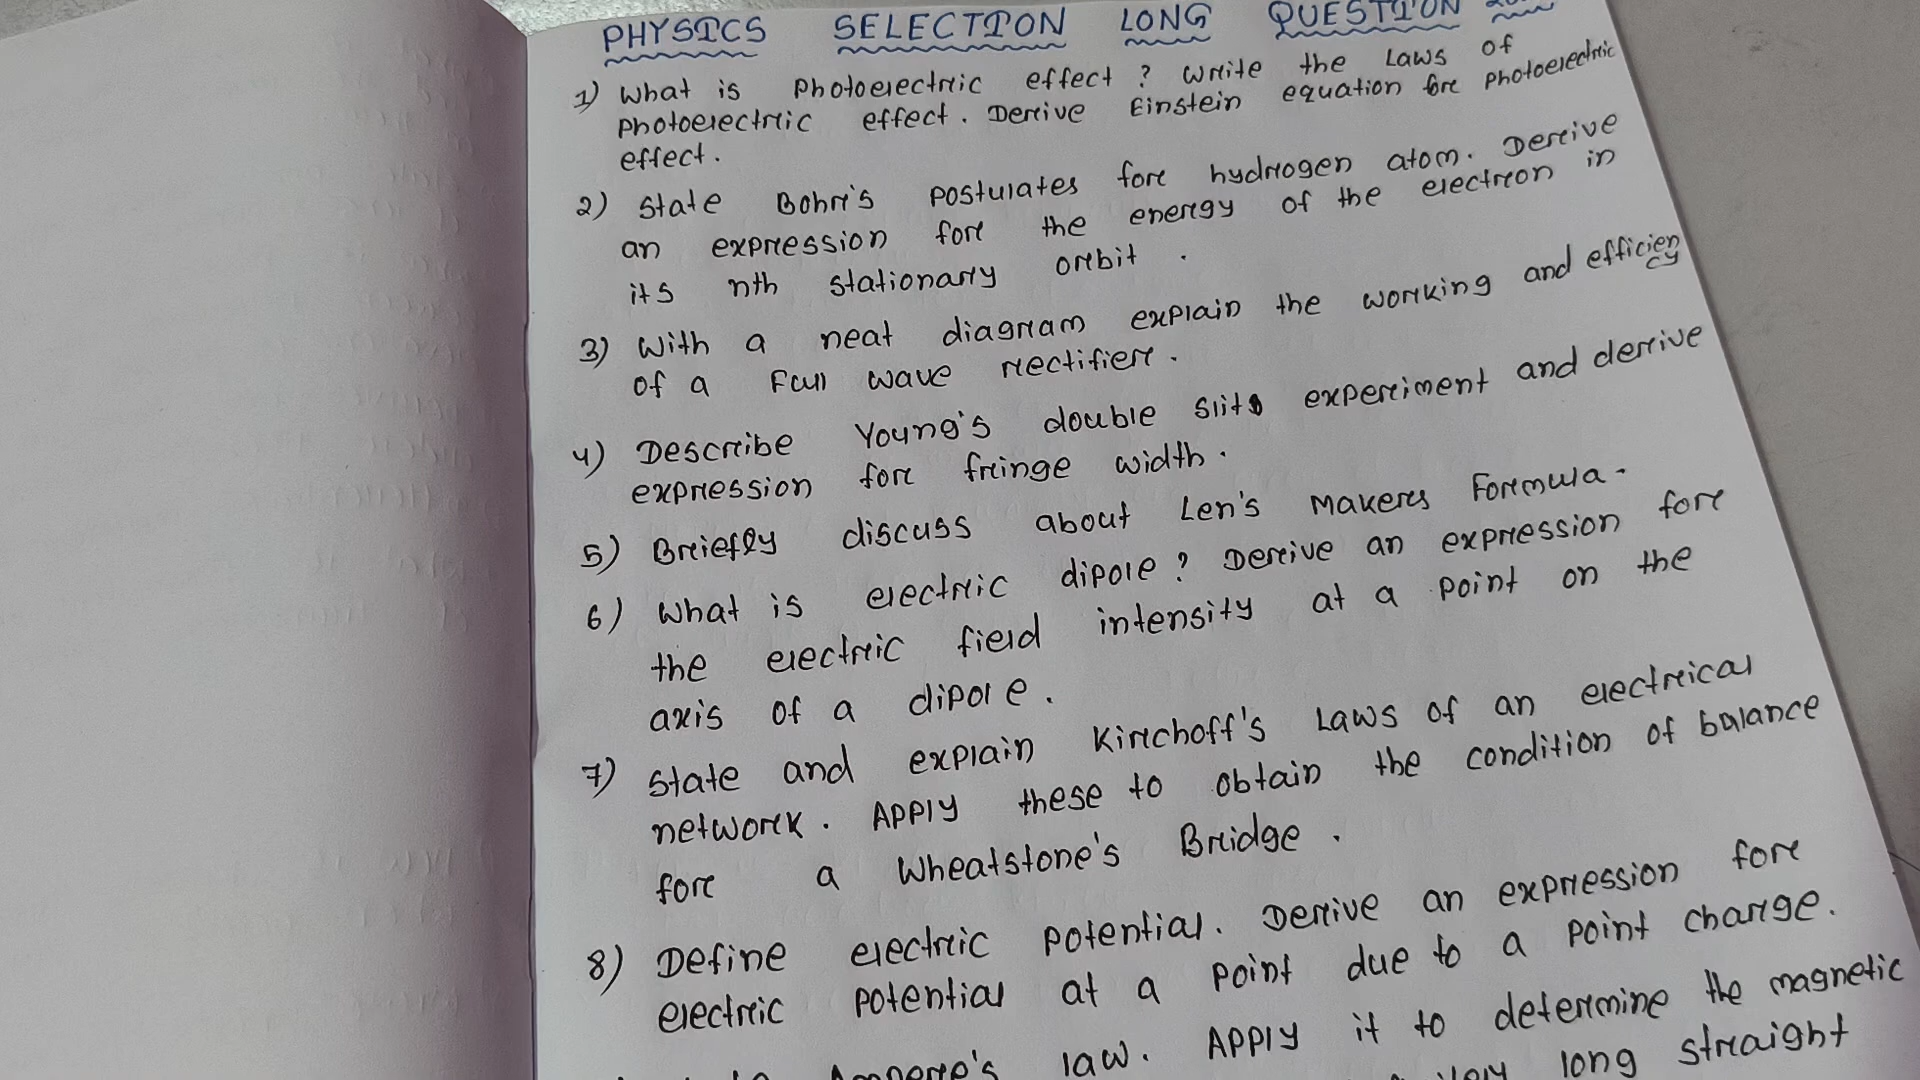 PHYSICS SELECTION LONG QUESTION
1) What is Photoelectric effect ? Write the Laws of
Photoelectric effect. Derive Einstein equation for Photoelectric
effect.
2) State Bohr's Postulates for hydrogen atom. Derive
an expression for the energy of the electron in
its nth stationary orbit .
3) With a neat diagram explain the working and efficiency
of a Full wave rectifier.
4) Describe Young's double slit experiment and derive
expression for fringe width.
5) Briefly discuss about Len's Makers Formula.
6) What is electric dipole ? Derive an expression for
the electric field intensity at a point on the
axis of a dipole.
7) State and explain Kirchoff's Laws of an electrical
network. Apply these to obtain the condition of balance
for a Wheatstone's Bridge .
8) Define electric potential. Derive an expression for
electric potential at a point due to a point charge.
law. Apply it to determine the magnetic
long straight